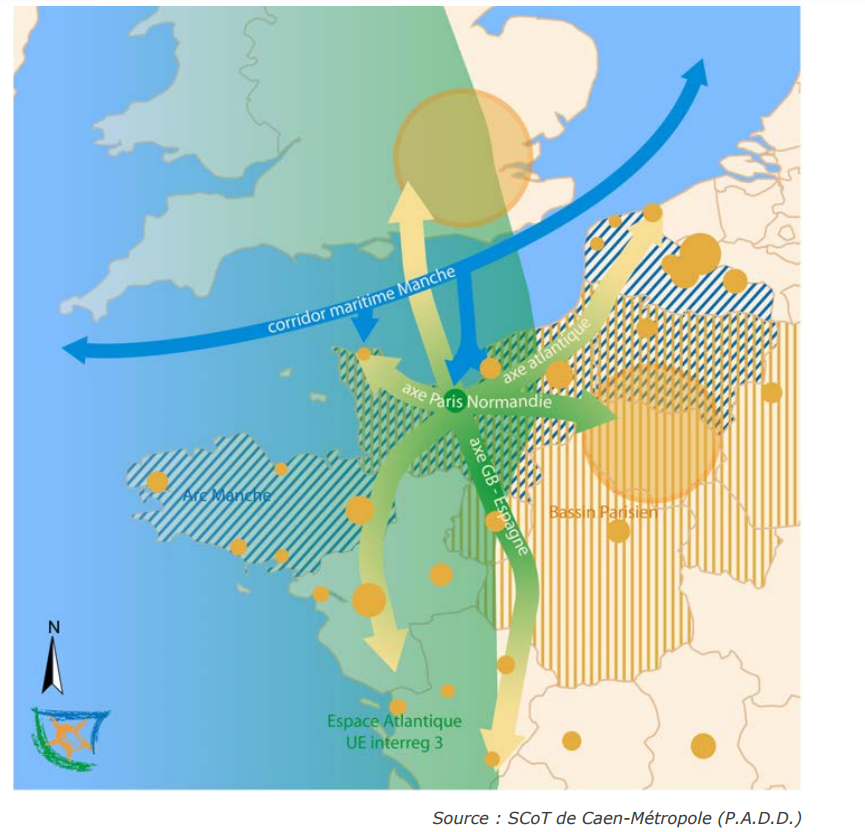 corridor maritime Manche
axe atlantique
axe Paris Normandie
axe GB - Espagne
Arc Manche
Bassin Parisien
N
Espace Atlantique
UE interreg 3
Source : SCoT de Caen-Métropole (P.A.D.D.)